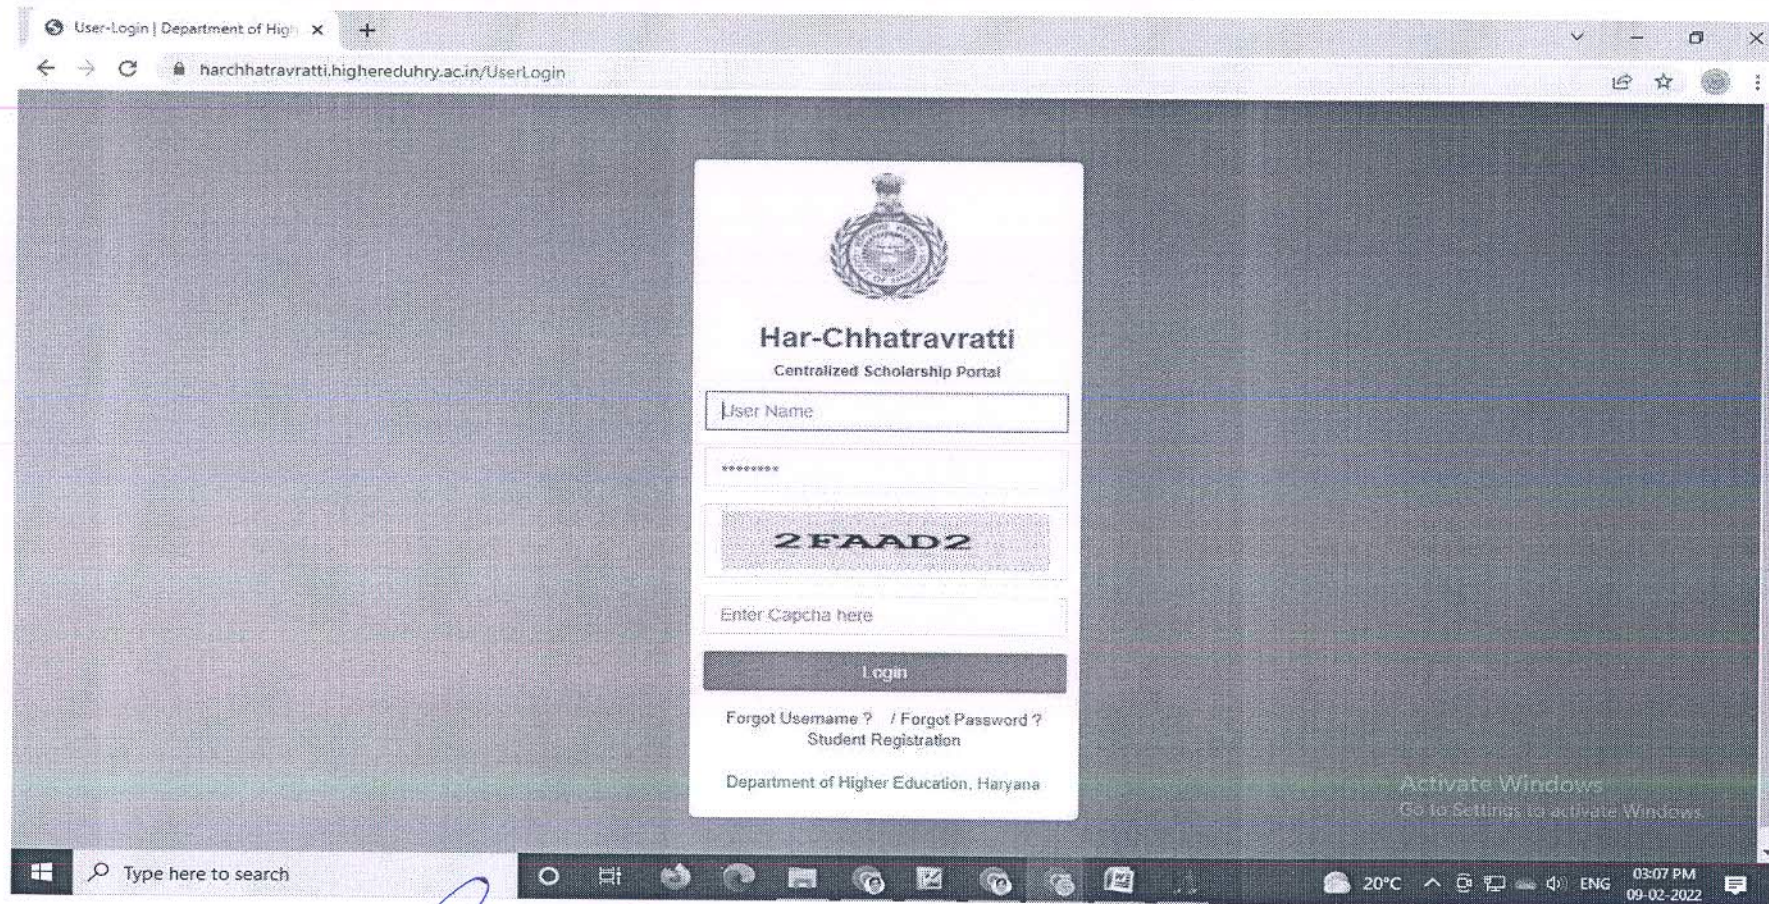 User-Login | Department of High
harchhatravratti.highereduhry.ac.in/UserLogin
Har-Chhatravratti
Centralized Scholarship Portal
User Name
********
2FAAD2
Enter Capcha here
Login
Forgot Username ? / Forgot Password ?
Student Registration
Department of Higher Education, Haryana
Activate Windows
Go to Settings to activate Windows.
Type here to search
20°C
ENG
03:07 PM
09-02-2022